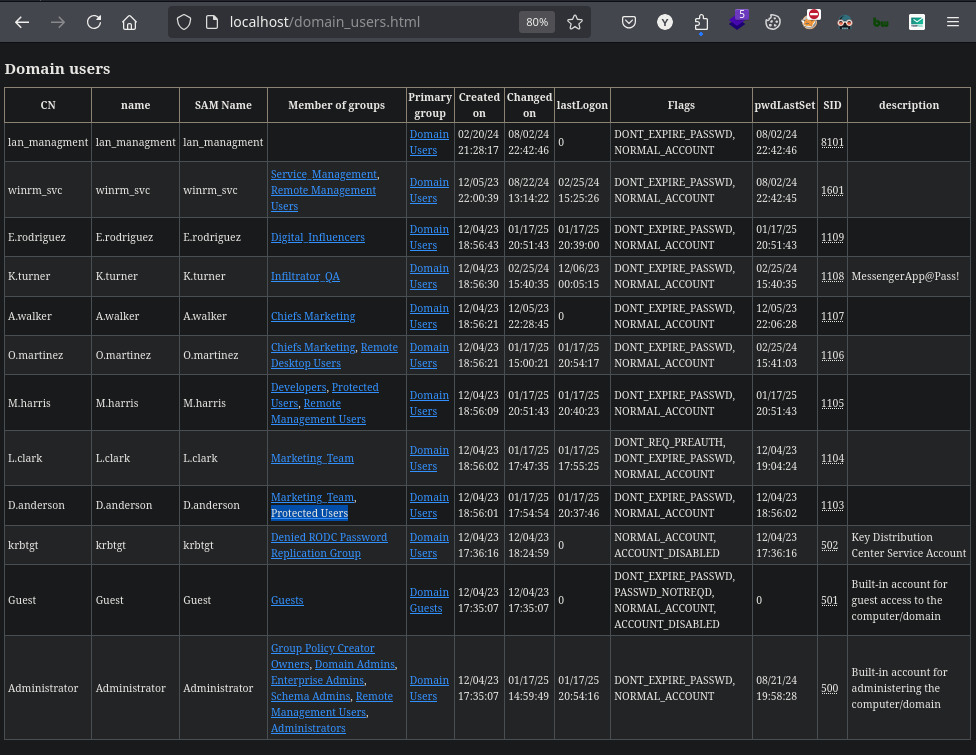 localhost/domain_users.html
80%
5
Y
Domain users
CN name SAM Name Member of groups Primary group Created on Changed on lastLogon Flags pwdLastSet SID description
lan_managment lan_managment lan_managment Domain Users 02/20/24 21:28:17 08/02/24 22:42:46 0 DONT_EXPIRE_PASSWD, NORMAL_ACCOUNT 08/02/24 22:42:46 8101
winrm_svc winrm_svc winrm_svc Service_Management, Remote Management Users Domain Users 12/05/23 22:00:39 08/22/24 13:14:22 02/25/24 15:25:26 DONT_EXPIRE_PASSWD, NORMAL_ACCOUNT 08/02/24 22:42:45 1601
E.rodriguez E.rodriguez E.rodriguez Digital_Influencers Domain Users 12/04/23 18:56:43 01/17/25 20:51:43 01/17/25 20:39:00 DONT_EXPIRE_PASSWD, NORMAL_ACCOUNT 01/17/25 20:51:43 1109
K.turner K.turner K.turner Infiltrator_QA Domain Users 12/04/23 18:56:30 02/25/24 15:40:35 12/06/23 00:05:15 DONT_EXPIRE_PASSWD, NORMAL_ACCOUNT 02/25/24 15:40:35 1108 MessengerApp@Pass!
A.walker A.walker A.walker Chiefs Marketing Domain Users 12/04/23 18:56:21 12/05/23 22:28:45 0 DONT_EXPIRE_PASSWD, NORMAL_ACCOUNT 12/05/23 22:06:28 1107
O.martinez O.martinez O.martinez Chiefs Marketing, Remote Desktop Users Domain Users 12/04/23 18:56:21 01/17/25 15:00:21 01/17/25 20:54:17 DONT_EXPIRE_PASSWD, NORMAL_ACCOUNT 02/25/24 15:41:03 1106
M.harris M.harris M.harris Developers, Protected Users, Remote Management Users Domain Users 12/04/23 18:56:09 01/17/25 20:51:43 01/17/25 20:40:23 DONT_EXPIRE_PASSWD, NORMAL_ACCOUNT 01/17/25 20:51:43 1105
L.clark L.clark L.clark Marketing_Team Domain Users 12/04/23 18:56:02 01/17/25 17:47:35 01/17/25 17:55:25 DONT_REQ_PREAUTH, DONT_EXPIRE_PASSWD, NORMAL_ACCOUNT 12/04/23 19:04:24 1104
D.anderson D.anderson D.anderson Marketing_Team, Protected Users Domain Users 12/04/23 18:56:01 01/17/25 17:54:54 01/17/25 20:37:46 DONT_EXPIRE_PASSWD, NORMAL_ACCOUNT 12/04/23 18:56:02 1103
krbtgt krbtgt krbtgt Denied RODC Password Replication Group Domain Users 12/04/23 17:36:16 12/04/23 18:24:59 0 NORMAL_ACCOUNT, ACCOUNT_DISABLED 12/04/23 17:36:16 502 Key Distribution Center Service Account
Guest Guest Guest Guests Domain Guests 12/04/23 17:35:07 12/04/23 17:35:07 0 DONT_EXPIRE_PASSWD, PASSWD_NOTREQD, NORMAL_ACCOUNT, ACCOUNT_DISABLED 0 501 Built-in account for guest access to the computer/domain
Administrator Administrator Administrator Group Policy Creator Owners, Domain Admins, Enterprise Admins, Schema Admins, Remote Management Users, Administrators Domain Users 12/04/23 17:35:07 01/17/25 14:59:49 01/17/25 20:54:16 DONT_EXPIRE_PASSWD, NORMAL_ACCOUNT 08/21/24 19:58:28 500 Built-in account for administering the computer/domain